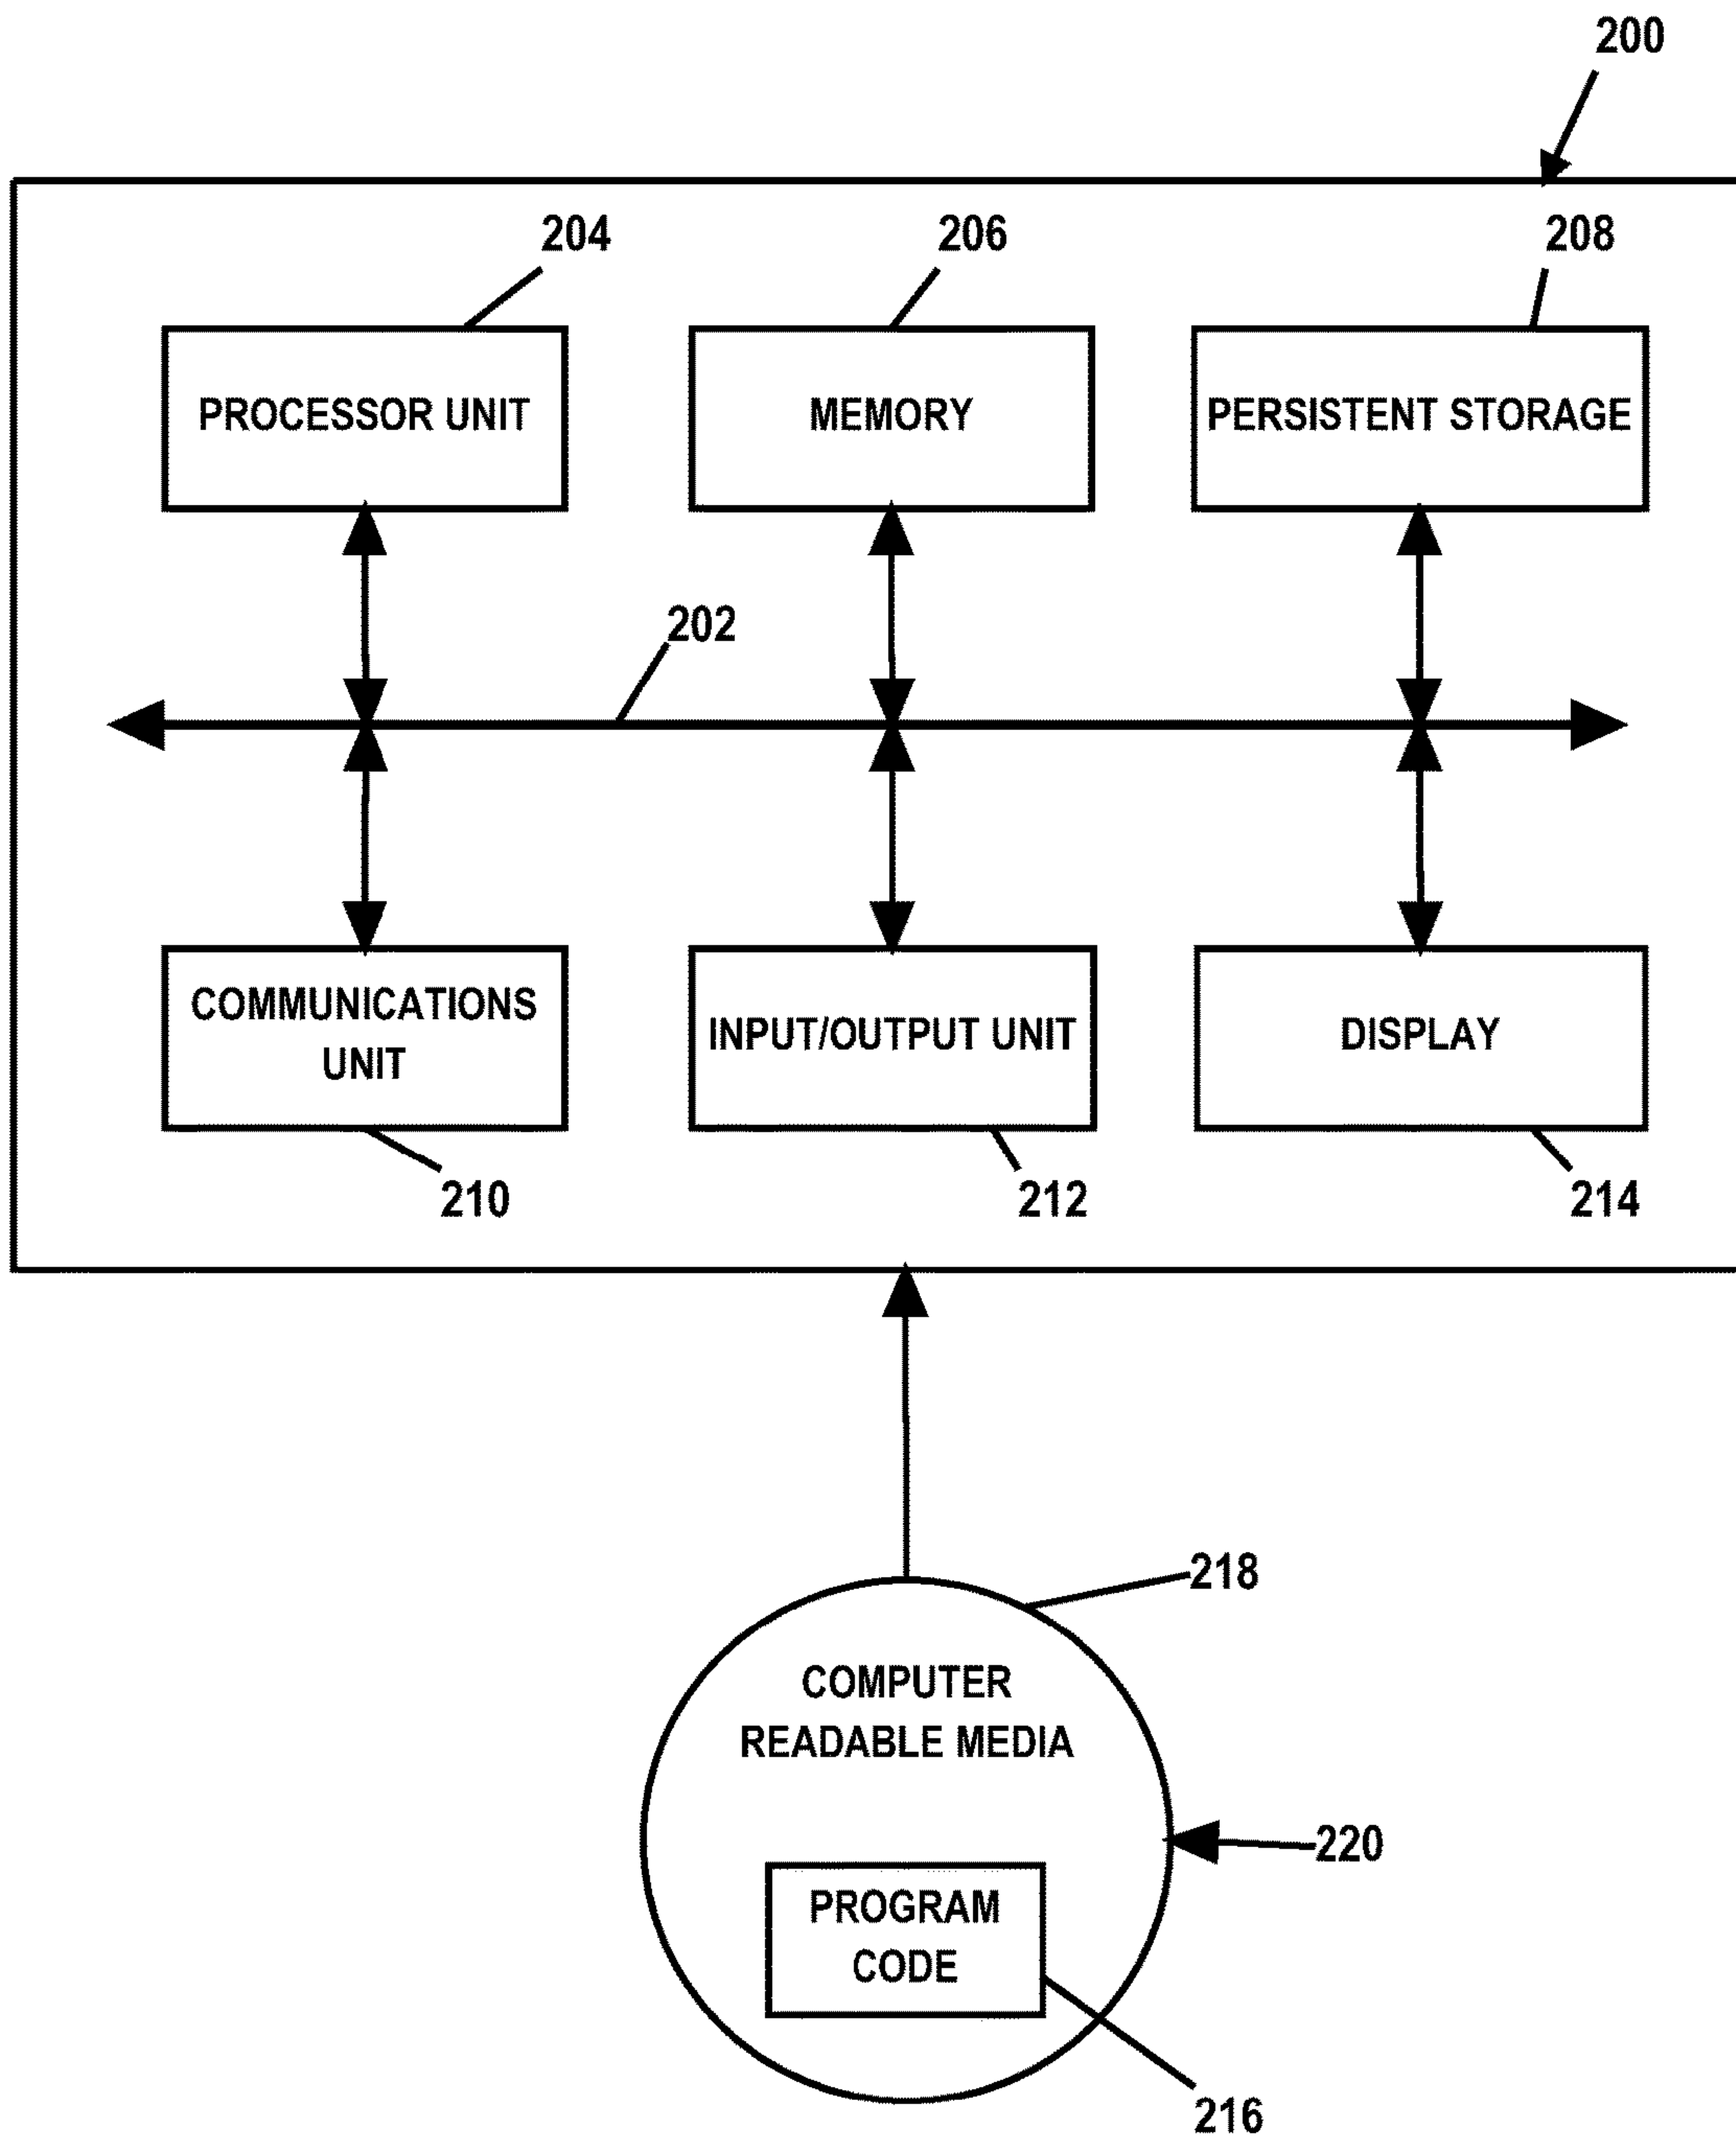 200
204
206
208
PROCESSOR UNIT
MEMORY
PERSISTENT STORAGE
202
COMMUNICATIONS
UNIT
INPUT/OUTPUT UNIT
DISPLAY
210
212
214
218
COMPUTER
READABLE MEDIA
220
PROGRAM
CODE
216